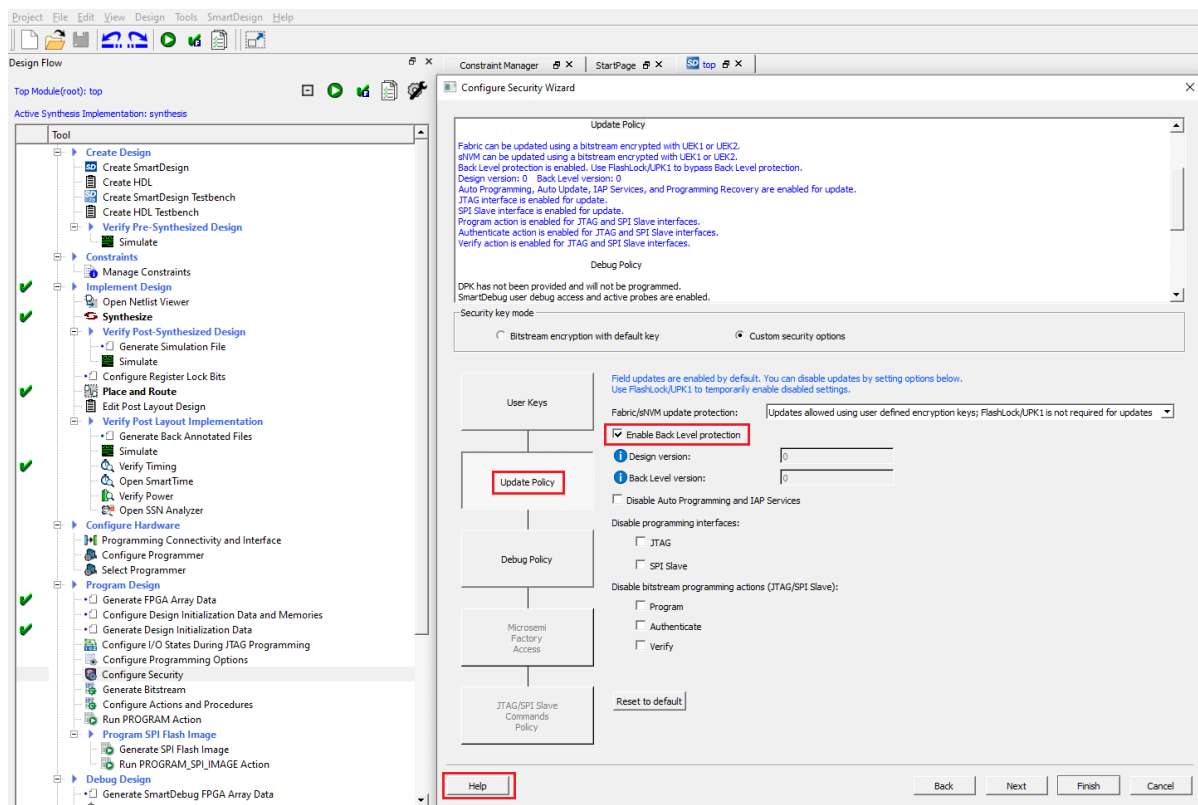 Project File Edit View Design Tools SmartDesign Help
Design Flow
Top Module(root): top
Active Synthesis Implementation: synthesis
Tool
Create Design
SD Create SmartDesign
Create HDL
SD Create SmartDesign Testbench
Create HDL Testbench
Verify Pre-Synthesized Design
Simulate
Constraints
Manage Constraints
Implement Design
Open Netlist Viewer
Synthesize
Verify Post-Synthesized Design
Generate Simulation File
Simulate
Configure Register Lock Bits
Place and Route
Edit Post Layout Design
Verify Post Layout Implementation
Generate Back Annotated Files
Simulate
Verify Timing
Open SmartTime
Verify Power
Open SSN Analyzer
Configure Hardware
Programming Connectivity and Interface
Configure Programmer
Select Programmer
Program Design
Generate FPGA Array Data
Configure Design Initialization Data and Memories
Generate Design Initialization Data
Configure I/O States During JTAG Programming
Configure Programming Options
Configure Security
Generate Bitstream
Configure Actions and Procedures
Run PROGRAM Action
Program SPI Flash Image
Generate SPI Flash Image
Run PROGRAM_SPI_IMAGE Action
Debug Design
Generate SmartDebug FPGA Array Data
Constraint Manager StartPage SD top
Configure Security Wizard
Update Policy
Fabric can be updated using a bitstream encrypted with UEK1 or UEK2.
sNVM can be updated using a bitstream encrypted with UEK1 or UEK2.
Back Level protection is enabled. Use FlashLock/UPK1 to bypass Back Level protection.
Design version: 0 Back Level version: 0
Auto Programming, Auto Update, IAP Services, and Programming Recovery are enabled for update.
JTAG interface is enabled for update.
SPI Slave interface is enabled for update.
Program action is enabled for JTAG and SPI Slave interfaces.
Authenticate action is enabled for JTAG and SPI Slave interfaces.
Verify action is enabled for JTAG and SPI Slave interfaces.
Debug Policy
DPK has not been provided and will not be programmed.
SmartDebug user debug access and active probes are enabled.
Security key mode
Bitstream encryption with default key Custom security options
User Keys
Update Policy
Debug Policy
Microsemi
Factory
Access
JTAG/SPI Slave
Commands
Policy
Field updates are enabled by default. You can disable updates by setting options below.
Use FlashLock/UPK1 to temporarily enable disabled settings.
Fabric/sNVM update protection: Updates allowed using user defined encryption keys; FlashLock/UPK1 is not required for updates
Enable Back Level protection
Design version: 0
Back Level version: 0
Disable Auto Programming and IAP Services
Disable programming interfaces:
JTAG
SPI Slave
Disable bitstream programming actions (JTAG/SPI Slave):
Program
Authenticate
Verify
Reset to default
Help Back Next Finish Cancel